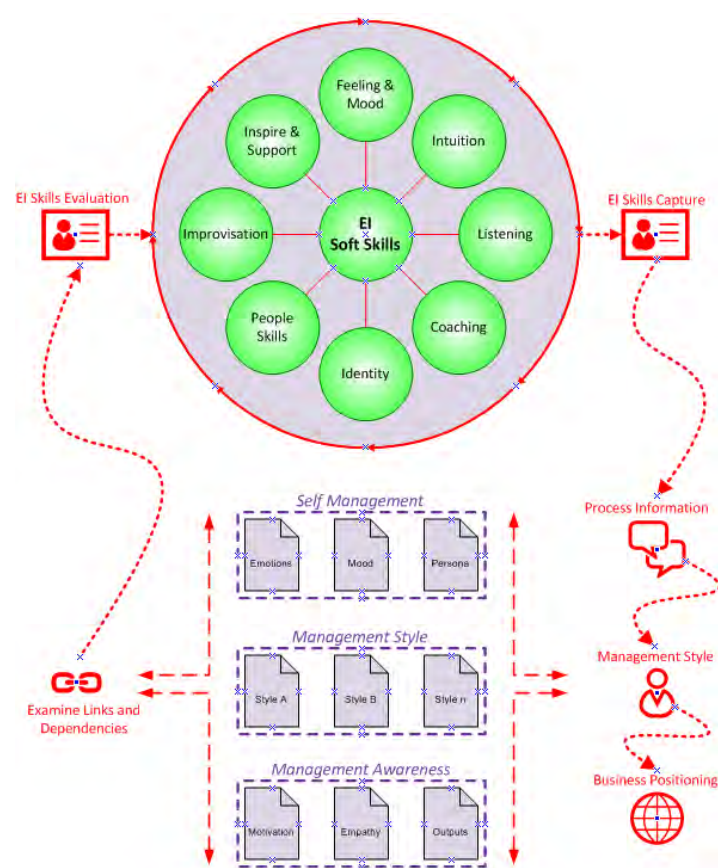 Feeling &
Mood
Inspire &
Support
Intuition
EI Skills Evaluation
EI Skills Capture
Improvisation
EI
Soft Skills
Listening
People
Skills
Coaching
Identity
Self Management
Process Information
Emotions
Mood
Persona
Management Style
Management Style
Style A
Style B
Style n
Examine Links and
Dependencies
Management Awareness
Business Positioning
Motivation
Empathy
Outputs